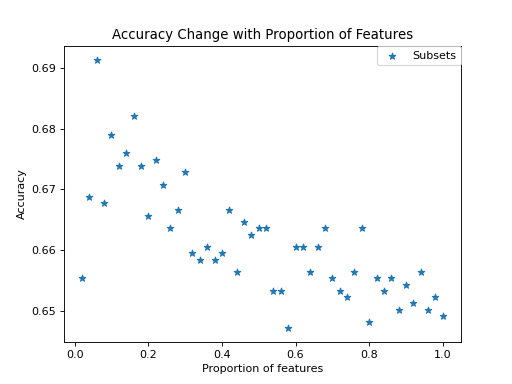 Accuracy Change with Proportion of Features
Subsets
0.69
0.68
0.67
0.66
0.65
Accuracy
0.0 0.2 0.4 0.6 0.8 1.0
Proportion of features